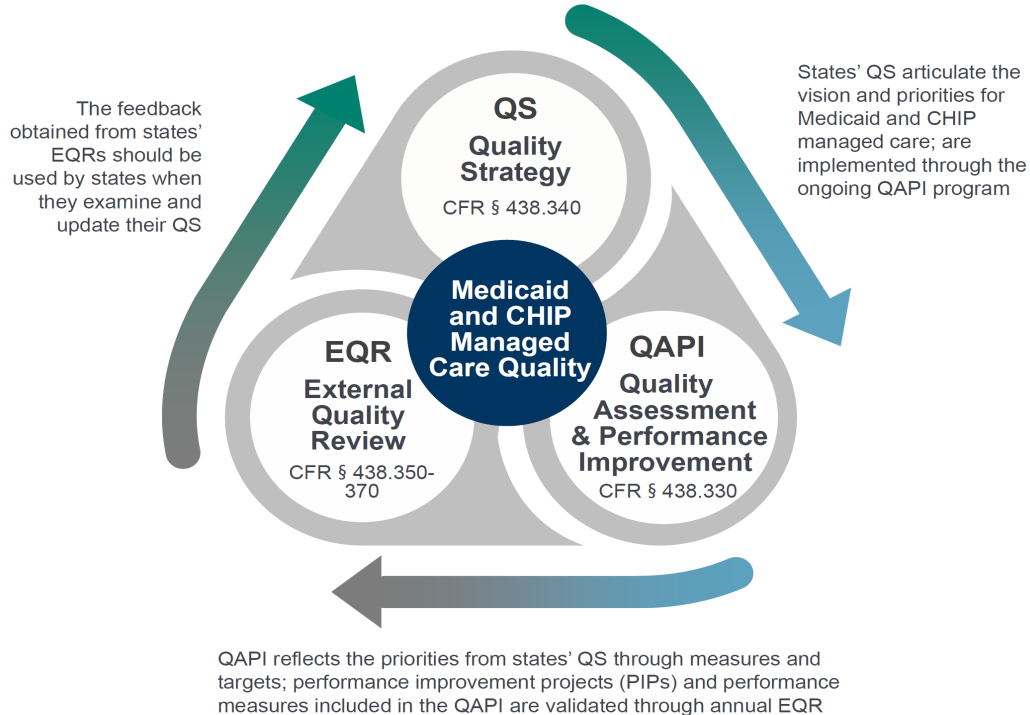 The feedback
obtained from states’
EQRs should be
used by states when
they examine and
update their QS
QS
Quality
Strategy
CFR § 438.340
States’ QS articulate the
vision and priorities for
Medicaid and CHIP
managed care; are
implemented through the
ongoing QAPI program
Medicaid
and CHIP
Managed
Care Quality
EQR
External
Quality
Review
CFR § 438.350-
370
QAPI
Quality
Assessment
& Performance
Improvement
CFR § 438.330
QAPI reflects the priorities from states’ QS through measures and
targets; performance improvement projects (PIPs) and performance
measures included in the QAPI are validated through annual EQR